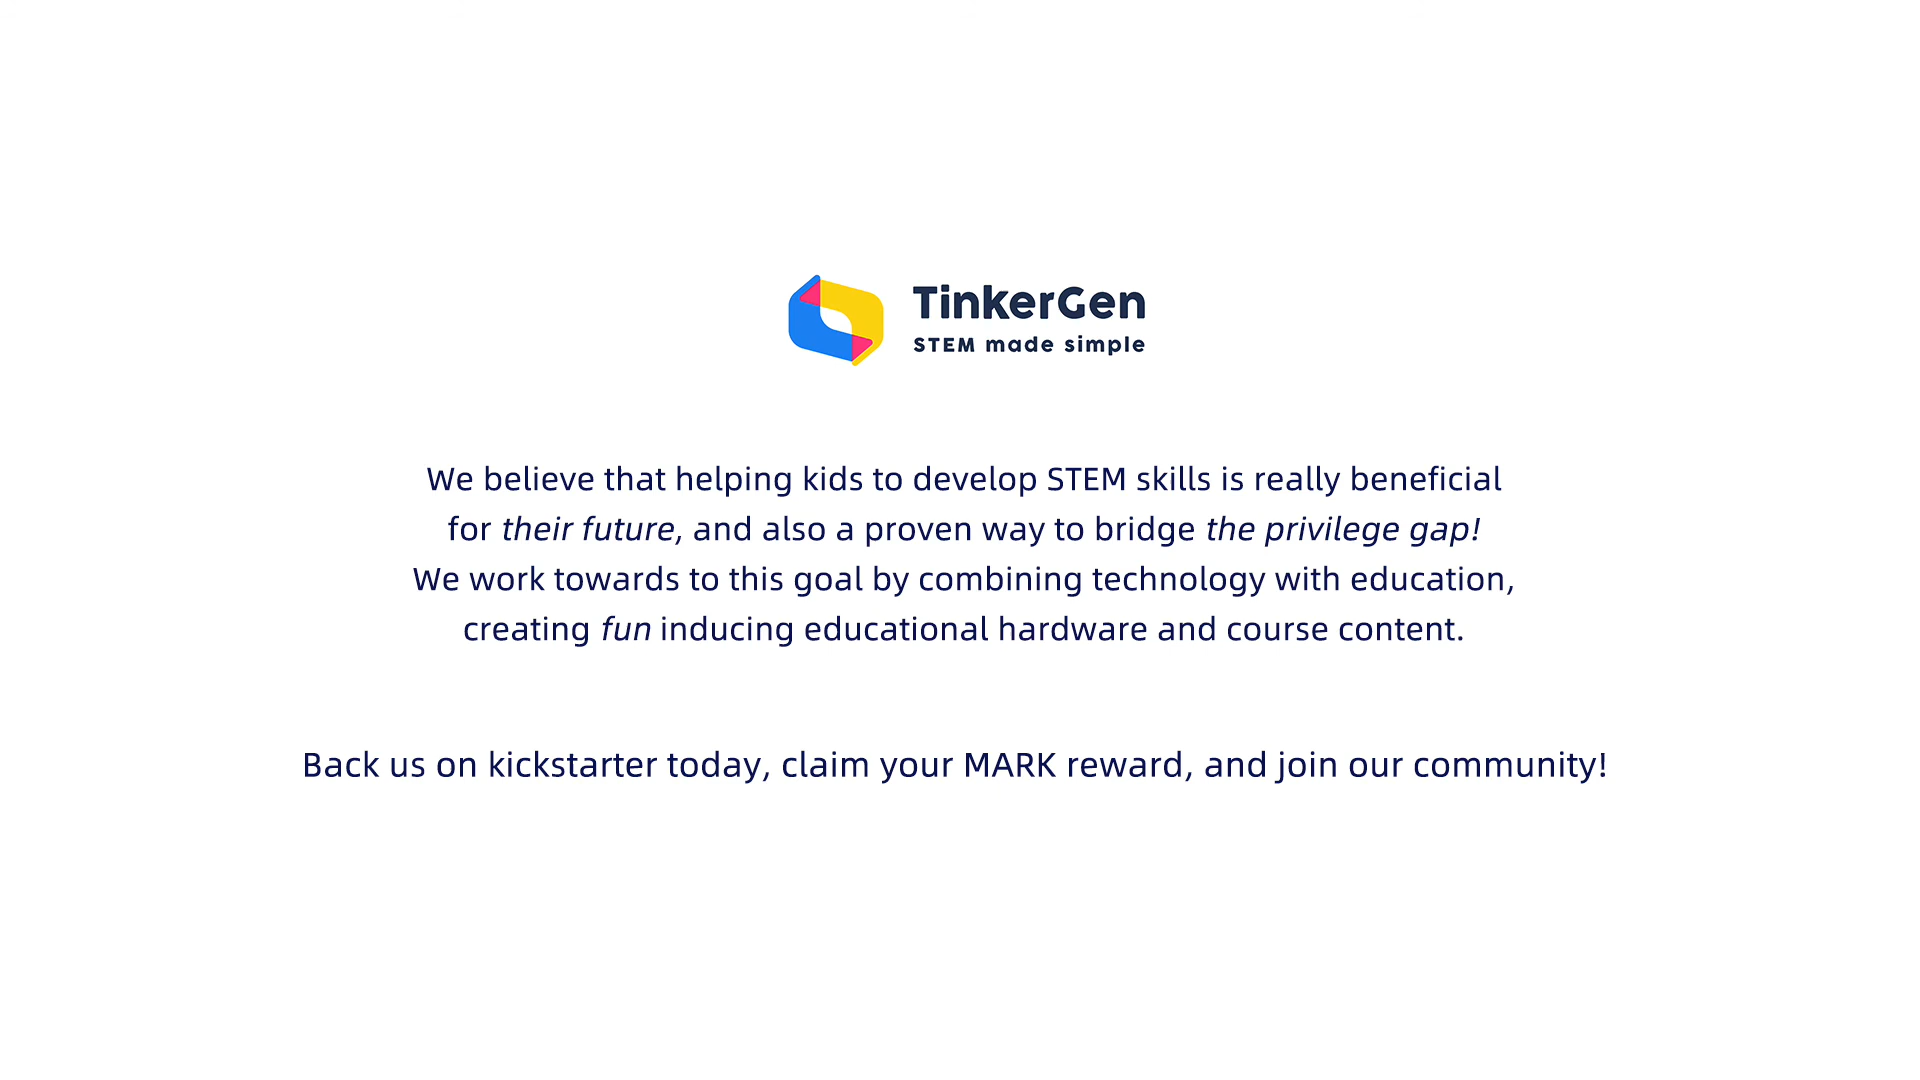 TinkerGen
STEM made simple
We believe that helping kids to develop STEM skills is really beneficial
for their future, and also a proven way to bridge the privilege gap!
We work towards to this goal by combining technology with education,
creating fun inducing educational hardware and course content.
Back us on kickstarter today, claim your MARK reward, and join our community!